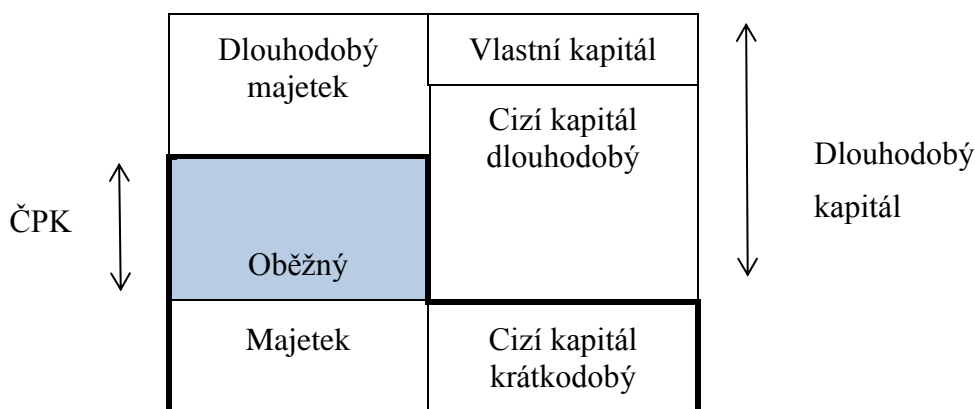 Dlouhodobý
majetek
Vlastní kapitál
Cizí kapitál
dlouhodobý
Dlouhodobý
kapitál
ČPK
Oběžný
Majetek
Cizí kapitál
krátkodobý